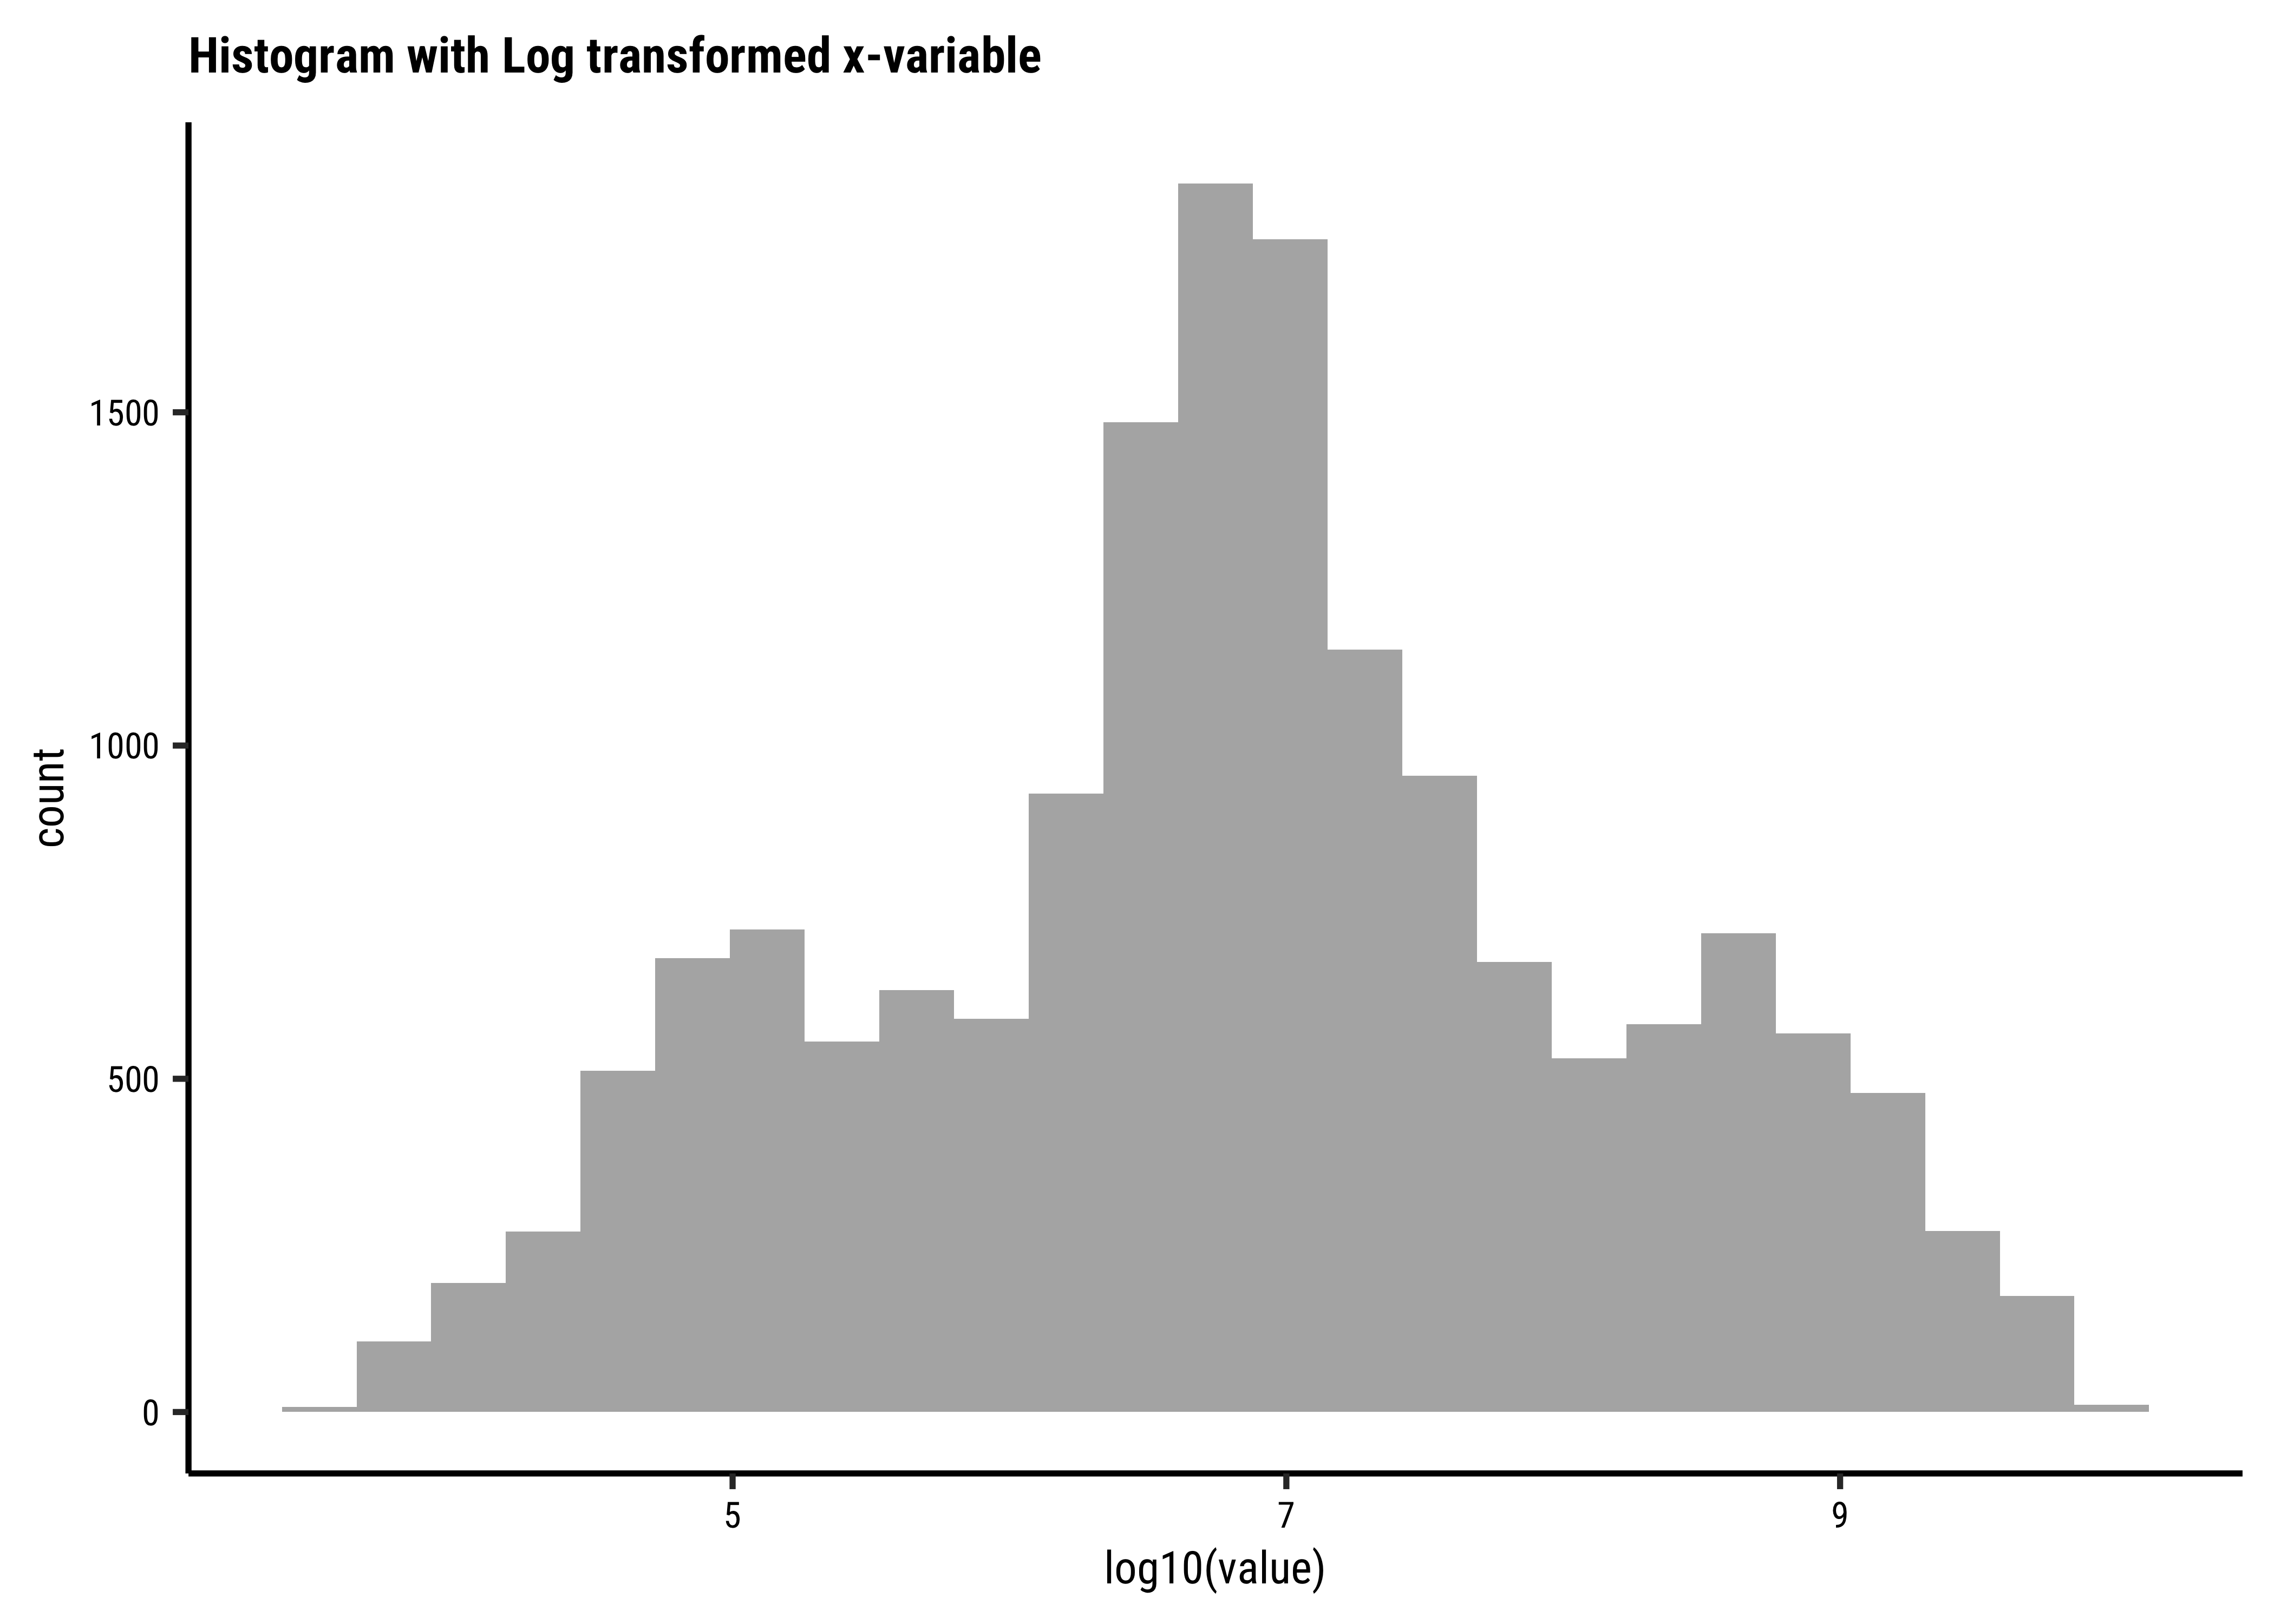 Histogram with Log transformed x-variable
1500
1000
500
0
count
5
7
9
log10(value)